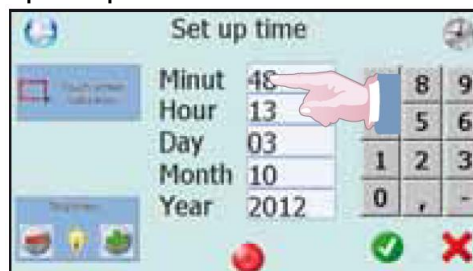 Set up time
Minut 48
Hour 13
Day 03
Month 10
Year 2012
8 9
5 6
1 2 3
0 , -